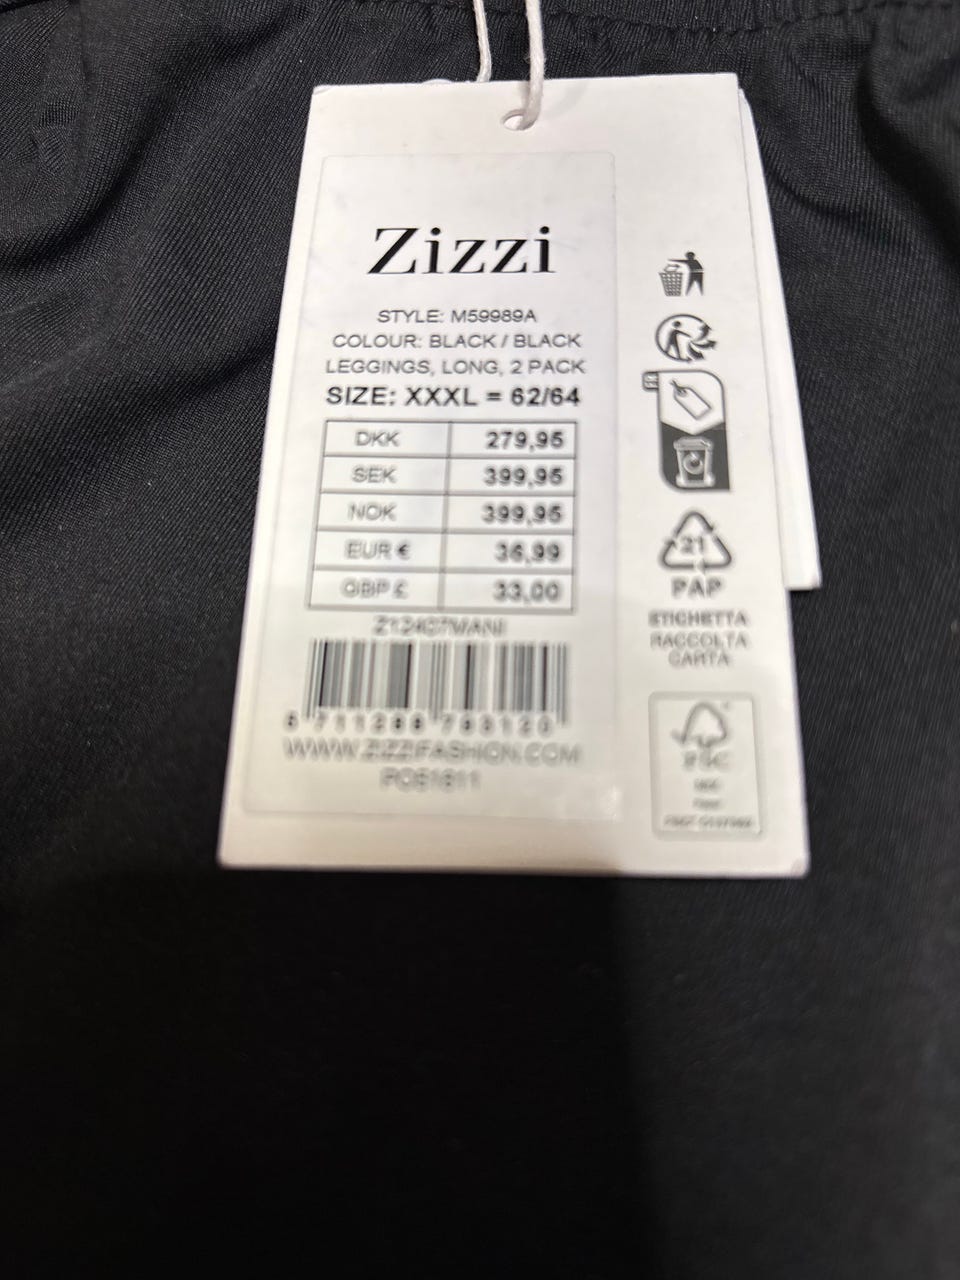 Zizzi
STYLE: M59989A
COLOUR: BLACK / BLACK
LEGGINGS, LONG, 2 PACK
SIZE: XXXL = 62/64
DKK 279,95
SEK 399,95
NOK 399,95
EUR € 36,99
GBP £ 33,00
WWW.ZIZZIFASHION.COM
21
PAP
ETICHETTA
RACCOLTA
CARTA
FSC